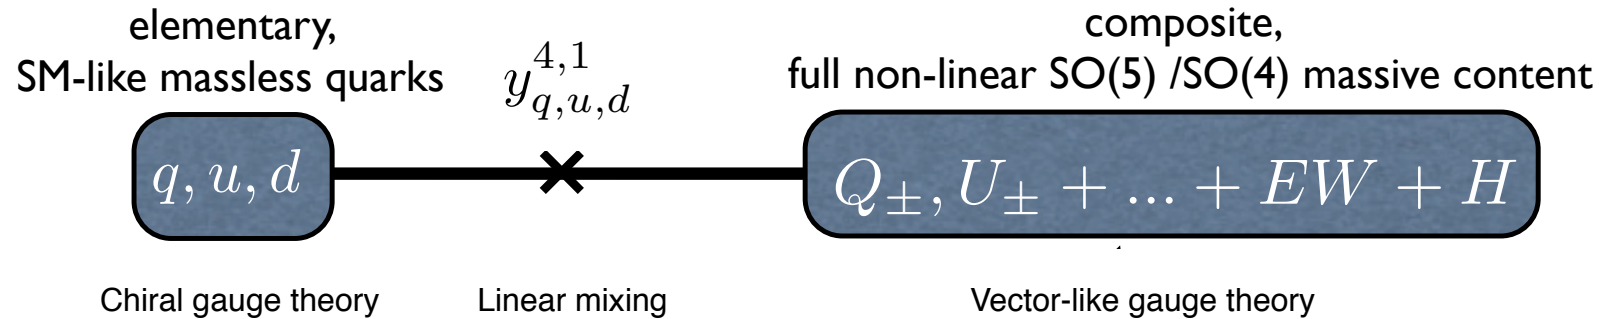 elementary,
SM-like massless quarks
y_{q,u,d}^{4,1}
composite,
full non-linear SO(5) /SO(4) massive content
q, u, d
Q_±, U_± + ... + EW + H
Chiral gauge theory
Linear mixing
Vector-like gauge theory